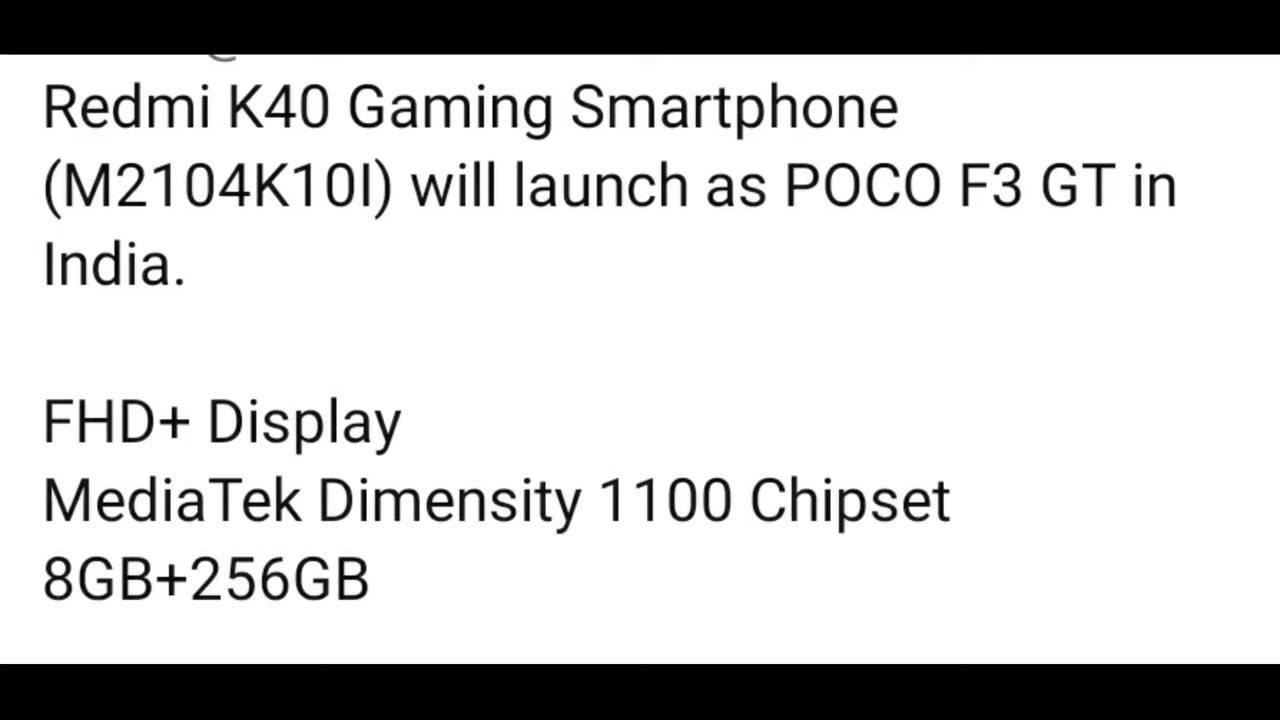 Redmi K40 Gaming Smartphone
(M2104K10I) will launch as POCO F3 GT in
India.
FHD+ Display
MediaTek Dimensity 1100 Chipset
8GB+256GB